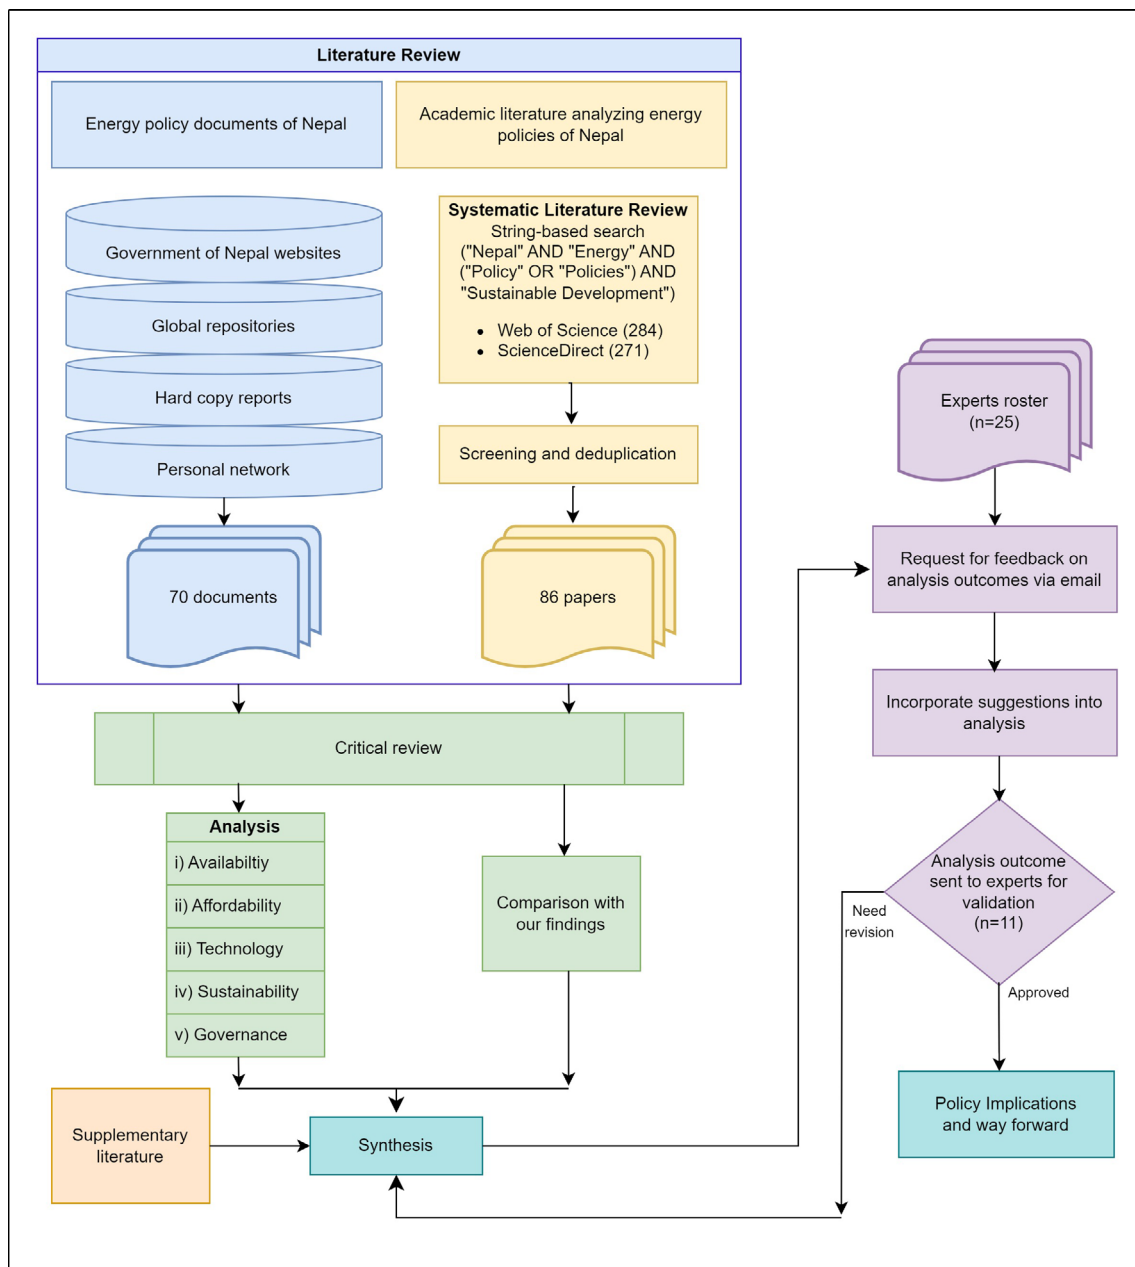 Literature Review
Energy policy documents of Nepal
Academic literature analyzing energy
policies of Nepal
Government of Nepal websites
Global repositories
Hard copy reports
Personal network
70 documents
Systematic Literature Review
String-based search
("Nepal" AND "Energy" AND
("Policy" OR "Policies") AND
"Sustainable Development")
• Web of Science (284)
• ScienceDirect (271)
Screening and deduplication
86 papers
Critical review
Analysis
i) Availabiltiy
ii) Affordability
iii) Technology
iv) Sustainability
v) Governance
Comparison with
our findings
Supplementary
literature
Synthesis
Experts roster
(n=25)
Request for feedback on
analysis outcomes via email
Incorporate suggestions into
analysis
Analysis outcome
sent to experts for
validation
(n=11)
Need
revision
Approved
Policy Implications
and way forward